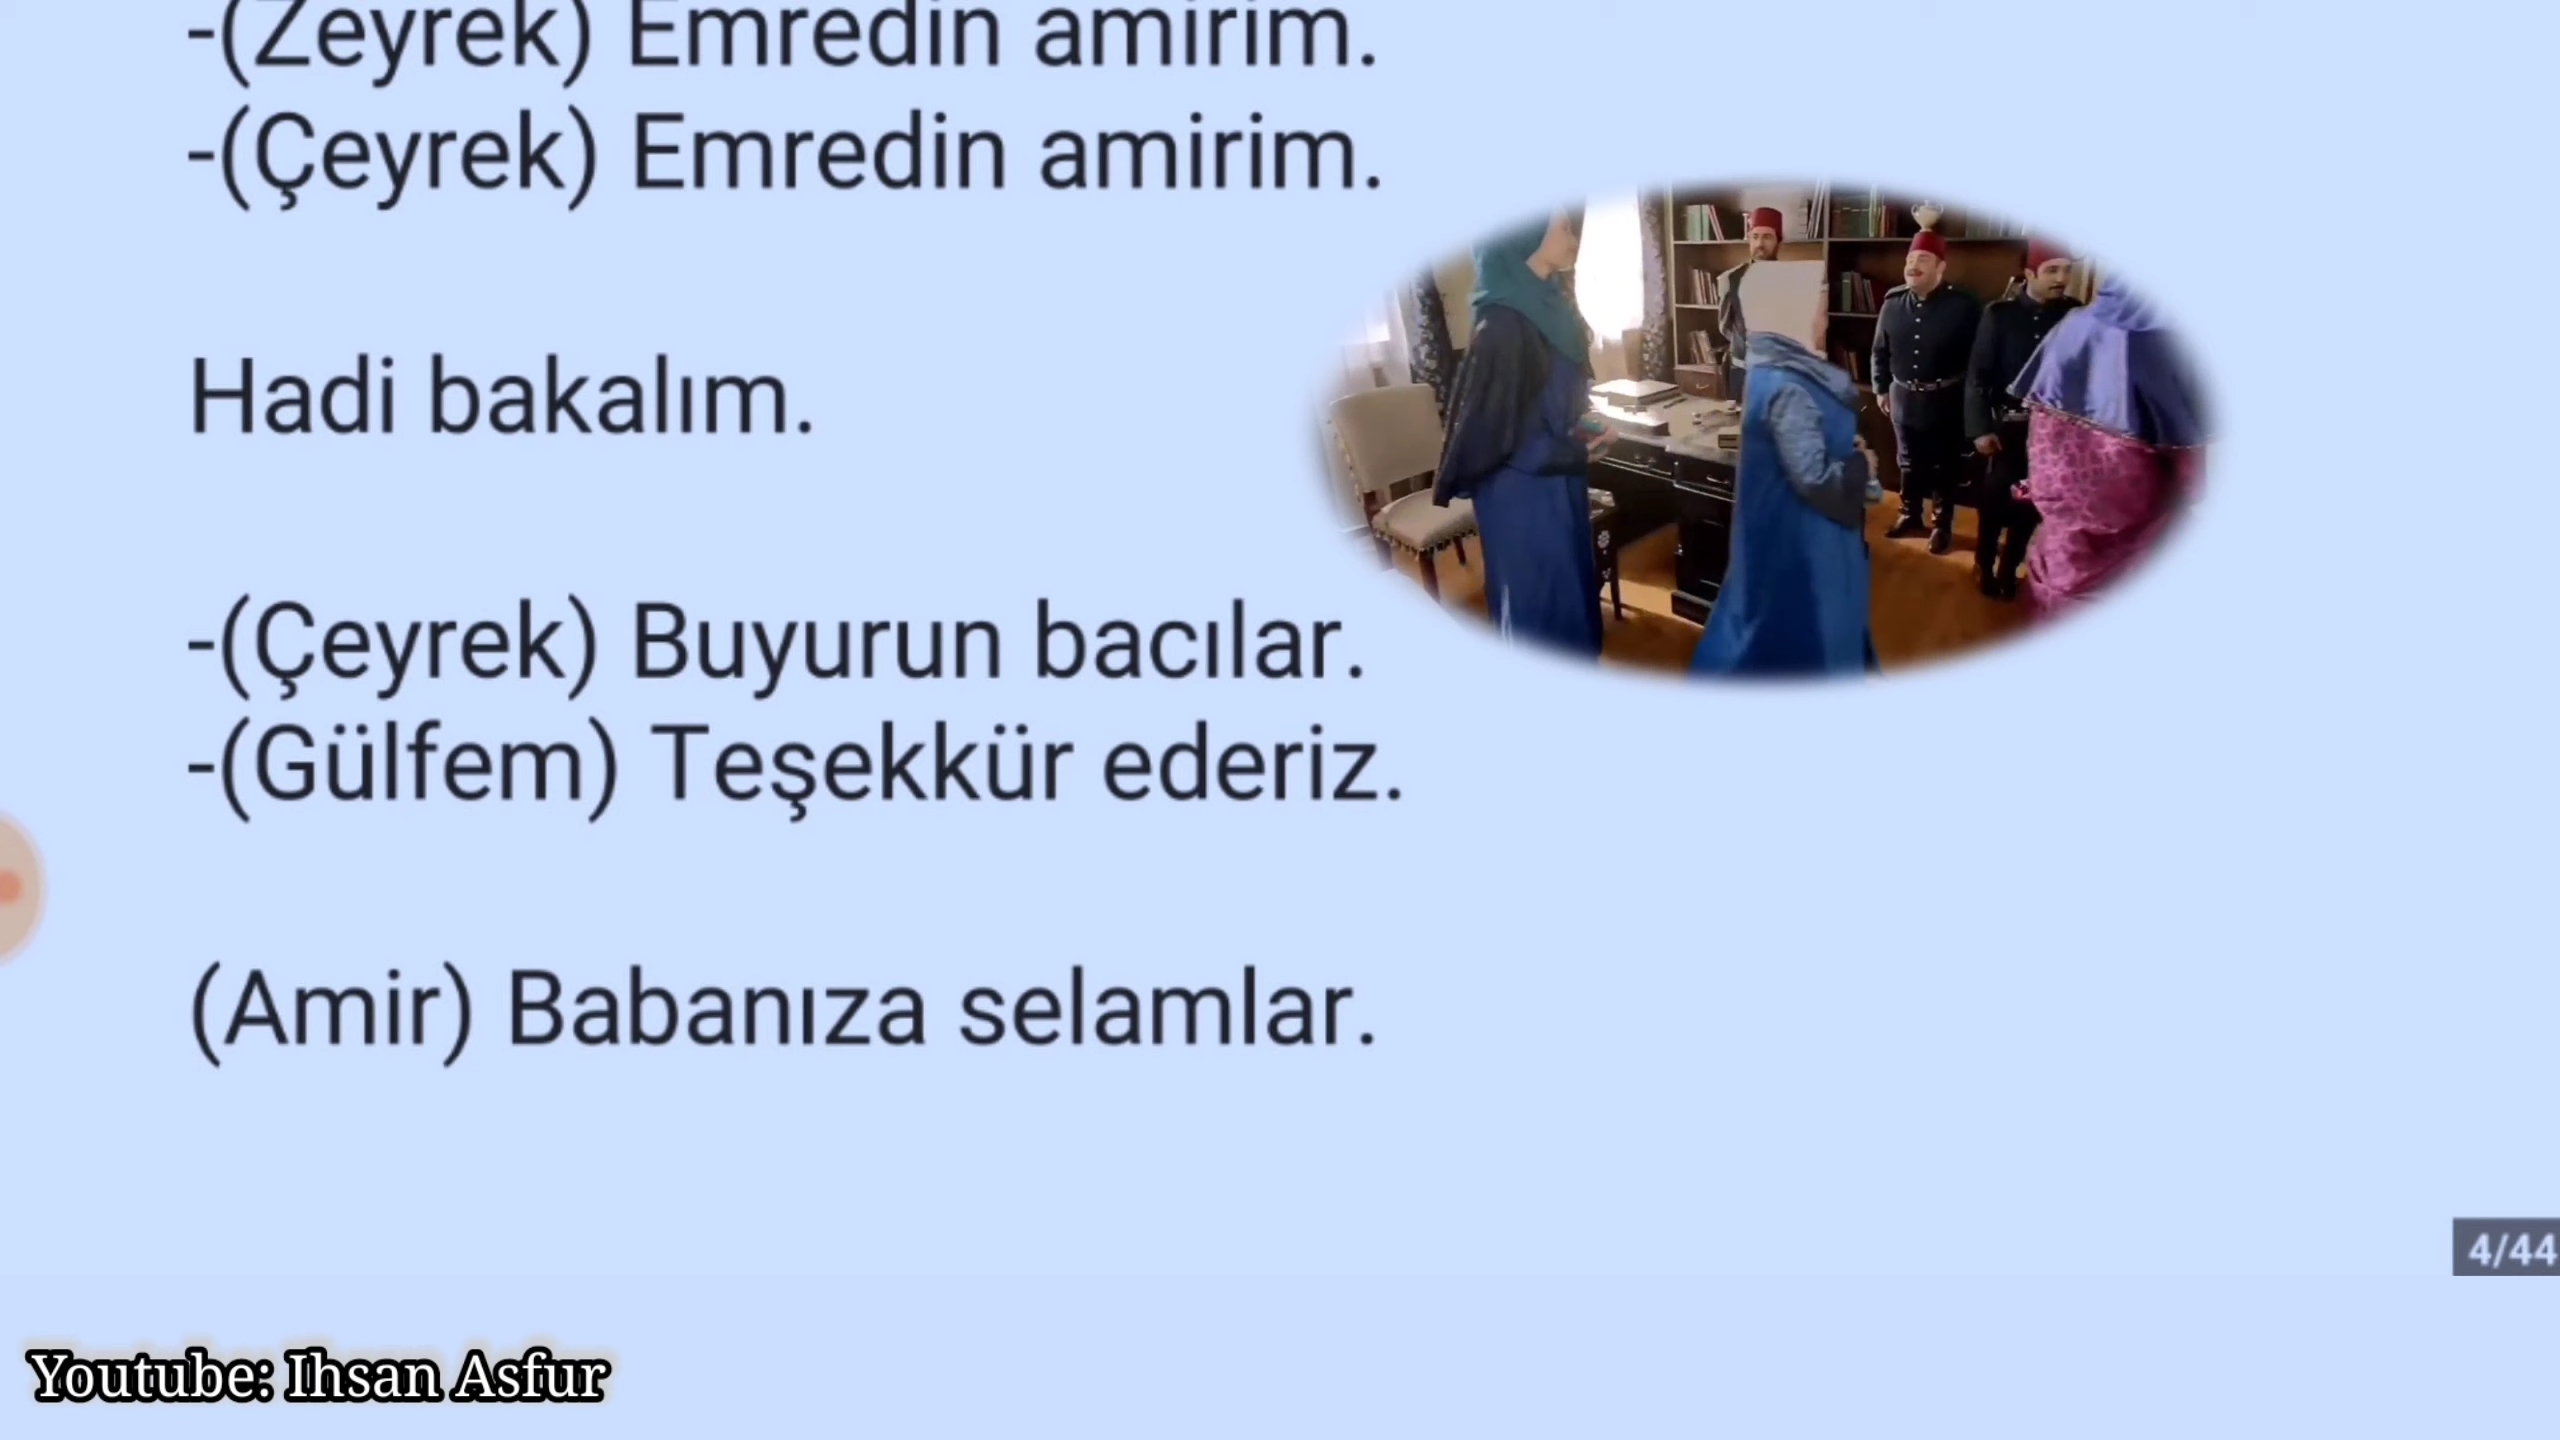 -(Zeyrek) Emredin amirim.
-(Çeyrek) Emredin amirim.
Hadi bakalım.
-(Çeyrek) Buyurun bacılar.
-(Gülfem) Teşekkür ederiz.
(Amir) Babanıza selamlar.
4/44
Youtube: Ihsan Asfur